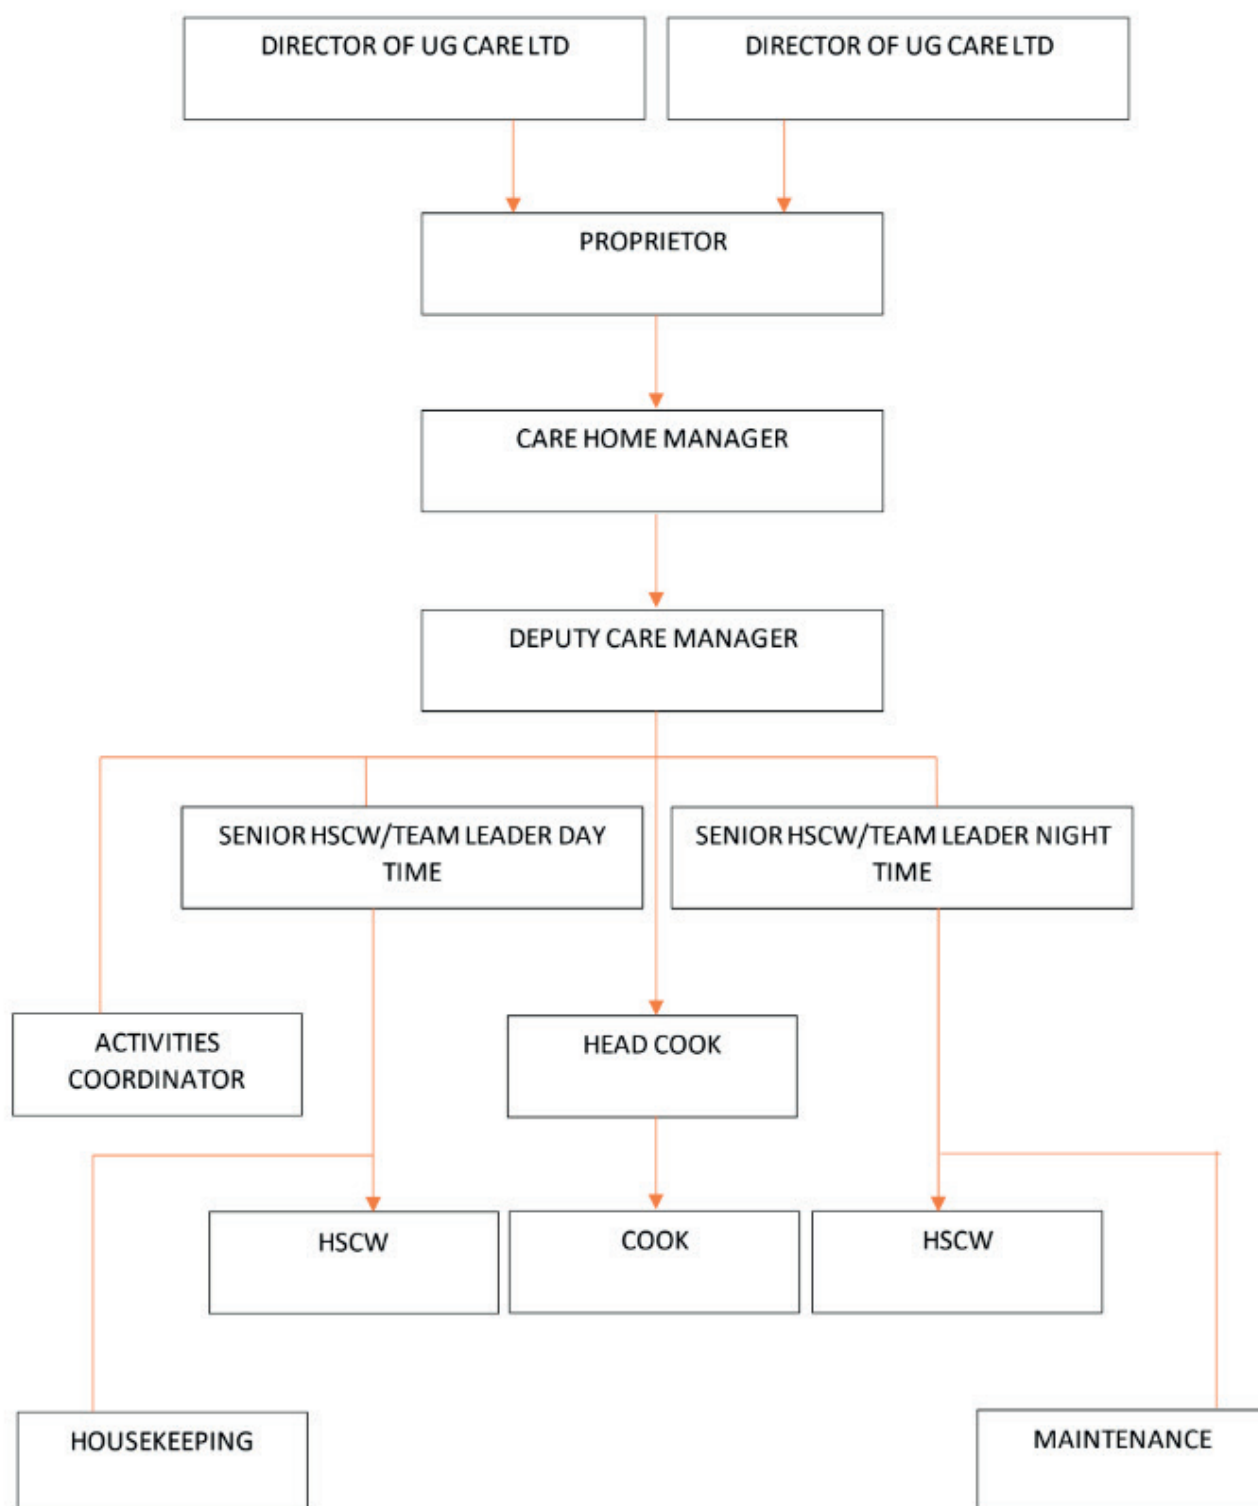 DIRECTOR OF UG CARE LTD
DIRECTOR OF UG CARE LTD
PROPRIETOR
CARE HOME MANAGER
DEPUTY CARE MANAGER
SENIOR HSCW/TEAM LEADER DAY
TIME
SENIOR HSCW/TEAM LEADER NIGHT
TIME
ACTIVITIES
COORDINATOR
HEAD COOK
HSCW
COOK
HSCW
HOUSEKEEPING
MAINTENANCE